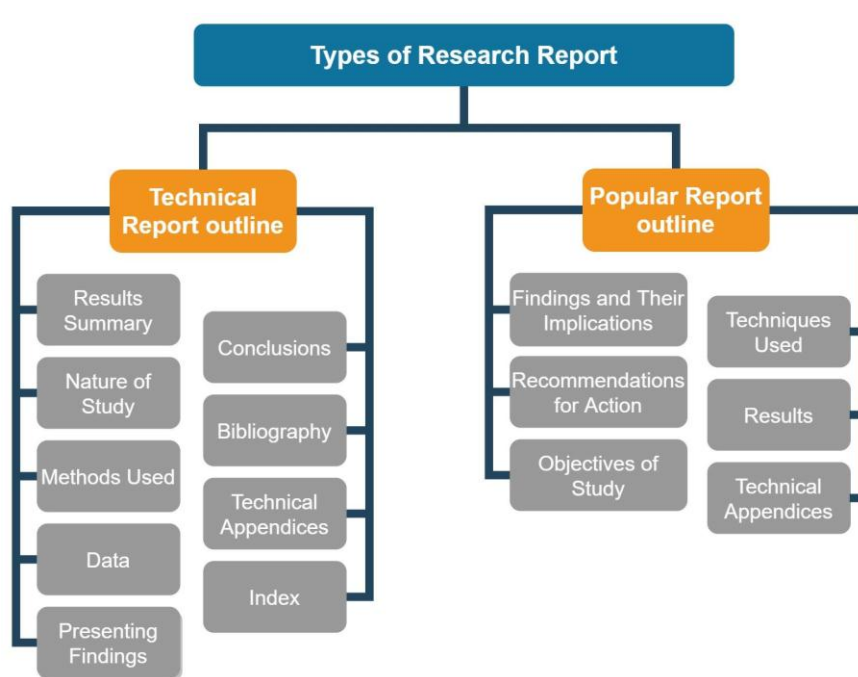 Types of Research Report
Technical
Report outline
Results
Summary
Nature of
Study
Methods Used
Data
Presenting
Findings
Conclusions
Bibliography
Technical
Appendices
Index
Popular Report
outline
Findings and Their
Implications
Recommendations
for Action
Objectives of
Study
Techniques
Used
Results
Technical
Appendices